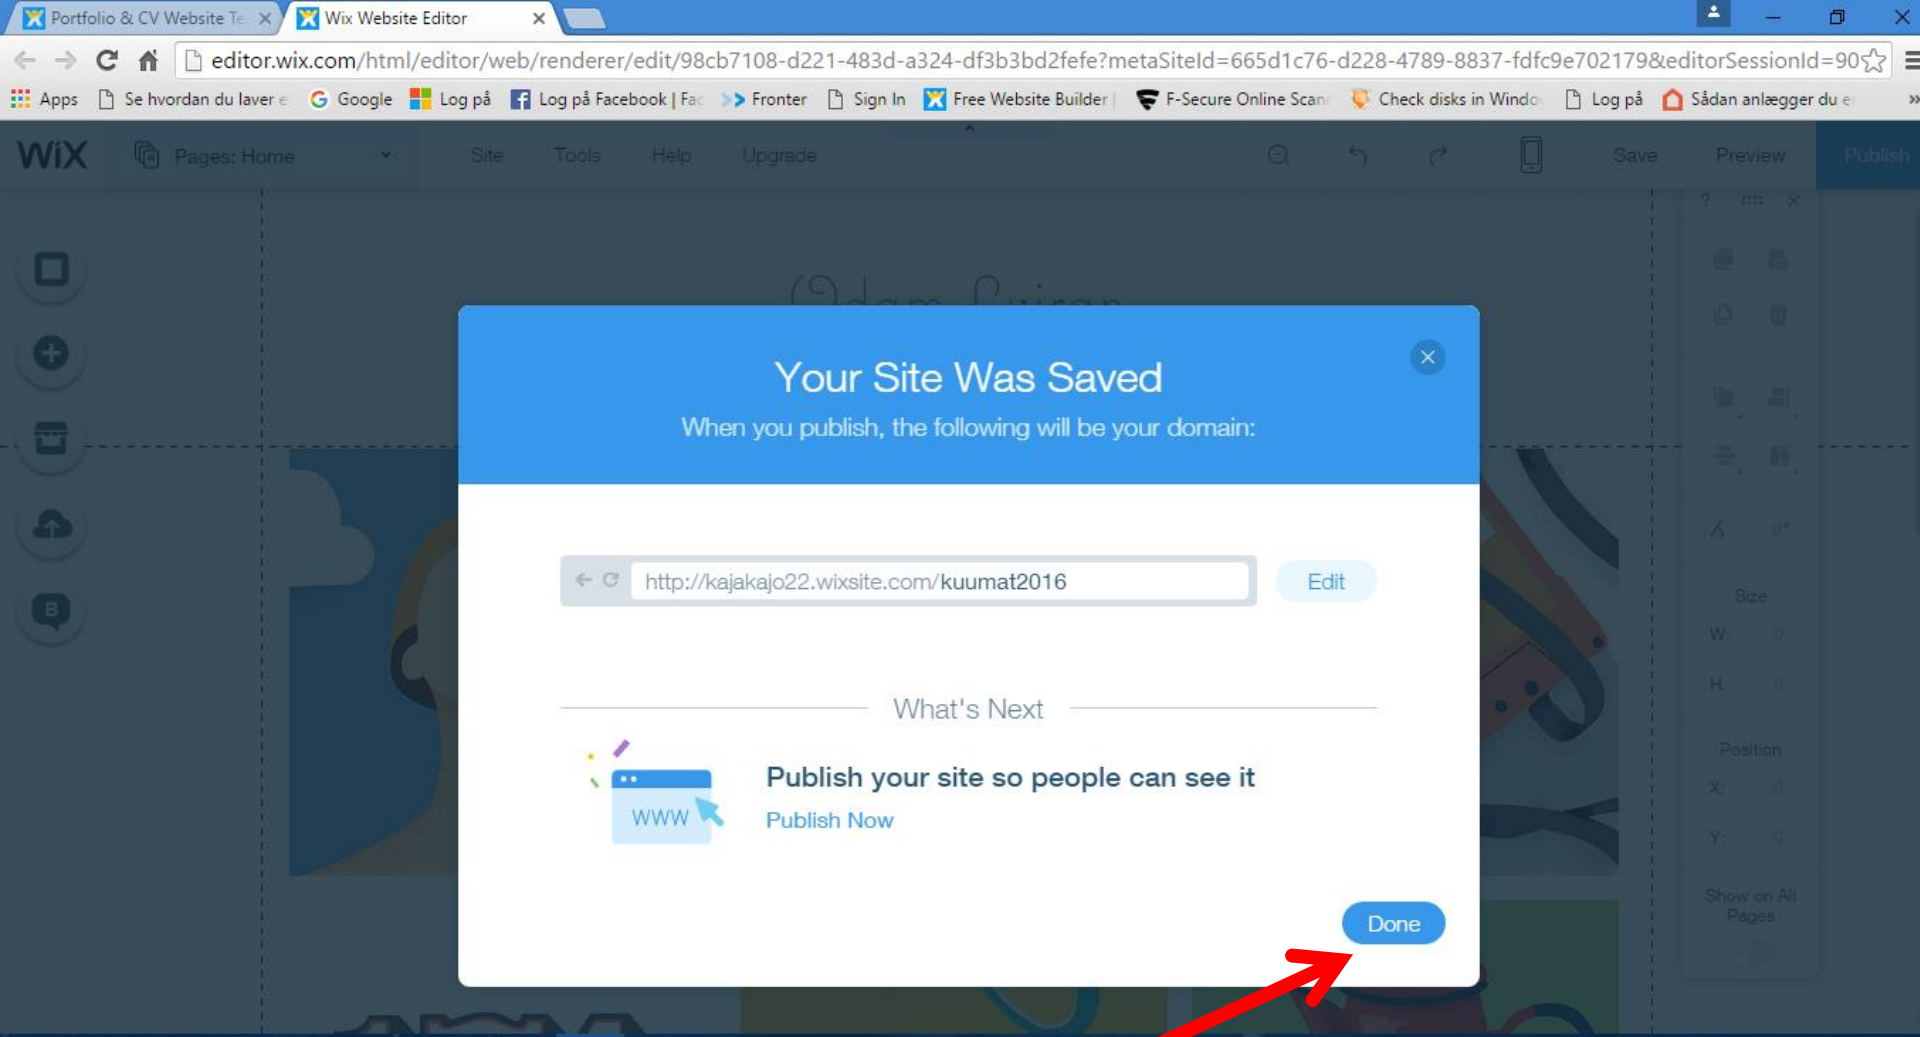 Portfolio & CV Website Te
Wix Website Editor
editor.wix.com/html/editor/web/renderer/edit/98cb7108-d221-483d-a324-df3b3bd2fefe?metaSiteId=665d1c76-d228-4789-8837-fdfc9e702179&editorSessionId=90
Apps Se hvordan du laver e Google Log på Log på Facebook | Fac Fronter Sign In Free Website Builder | F-Secure Online Scan Check disks in Windo Log på Sådan anlægger du e »
WiX Pages: Home Site Tools Help Upgrade Save Preview Publish
?
Your Site Was Saved
When you publish, the following will be your domain:
http://kajakajo22.wixsite.com/kuumat2016
Edit
0°
Size
W: 0
H: 0
Position
X: 0
Y: 0
Show on All
Pages
What's Next
WWW
Publish your site so people can see it
Publish Now
Done